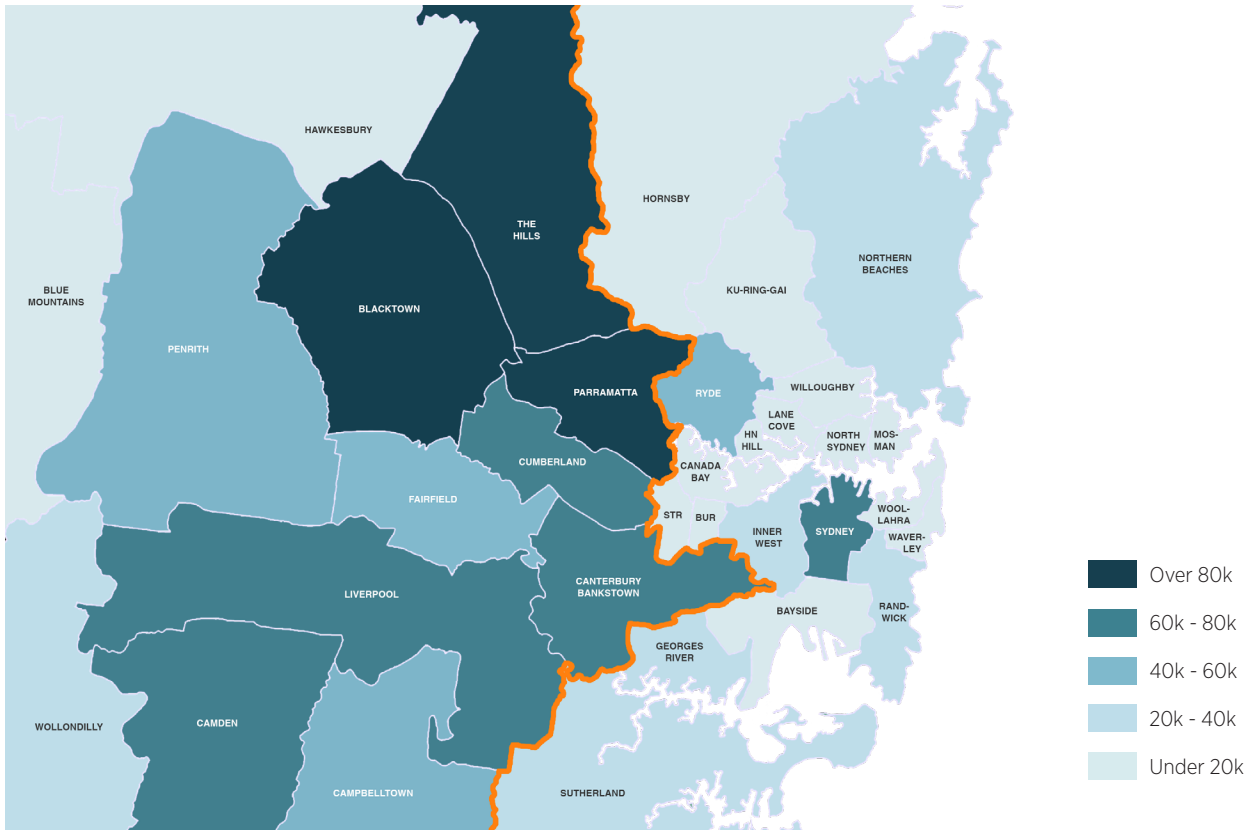 HAWKESBURY
HORNSBY
THE
HILLS
NORTHERN
BEACHES
BLUE
MOUNTAINS
KU-RING-GAI
BLACKTOWN
PENRITH
PARRAMATTA
RYDE
WILLOUGHBY
LANE
COVE
HN
HILL
NORTH
SYDNEY
MOS-
MAN
CUMBERLAND
CANADA
BAY
FAIRFIELD
STR
BUR
INNER
WEST
SYDNEY
WOOL-
LAHRA
WAVER-
LEY
LIVERPOOL
CANTERBURY
BANKSTOWN
BAYSIDE
RAND-
WICK
GEORGES
RIVER
WOLLONDILLY
CAMDEN
CAMPBELLTOWN
SUTHERLAND
Over 80k
60k - 80k
40k - 60k
20k - 40k
Under 20k